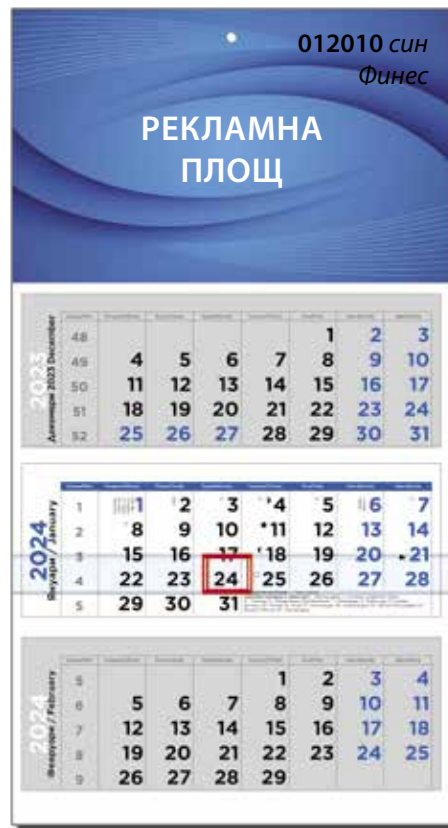 012010 син
Финес
РЕКЛАМНА
ПЛОЩ
2023
Декември 2023 December
48 1 2 3
49 4 5 6 7 8 9 10
50 11 12 13 14 15 16 17
51 18 19 20 21 22 23 24
52 25 26 27 28 29 30 31
2024
Януари / January
1 1 2 3 4 5 6 7
2 8 9 10 11 12 13 14
3 15 16 17 18 19 20 21
4 22 23 24 25 26 27 28
5 29 30 31
2024
Февруари / February
5 1 2 3 4
6 5 6 7 8 9 10 11
7 12 13 14 15 16 17 18
8 19 20 21 22 23 24 25
9 26 27 28 29